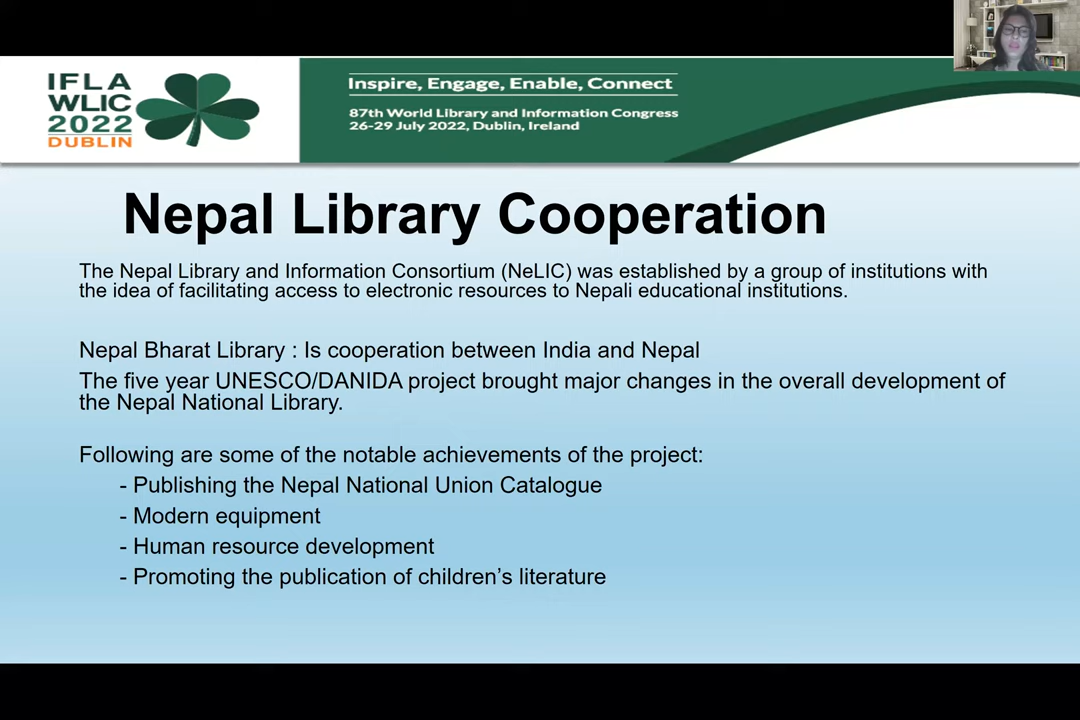 IFLA
WLIC
2022
DUBLIN
Inspire, Engage, Enable, Connect
87th World Library and Information Congress
26-29 July 2022, Dublin, Ireland
Nepal Library Cooperation
The Nepal Library and Information Consortium (NeLIC) was established by a group of institutions with
the idea of facilitating access to electronic resources to Nepali educational institutions.
Nepal Bharat Library : Is cooperation between India and Nepal
The five year UNESCO/DANIDA project brought major changes in the overall development of
the Nepal National Library.
Following are some of the notable achievements of the project:
- Publishing the Nepal National Union Catalogue
- Modern equipment
- Human resource development
- Promoting the publication of children’s literature